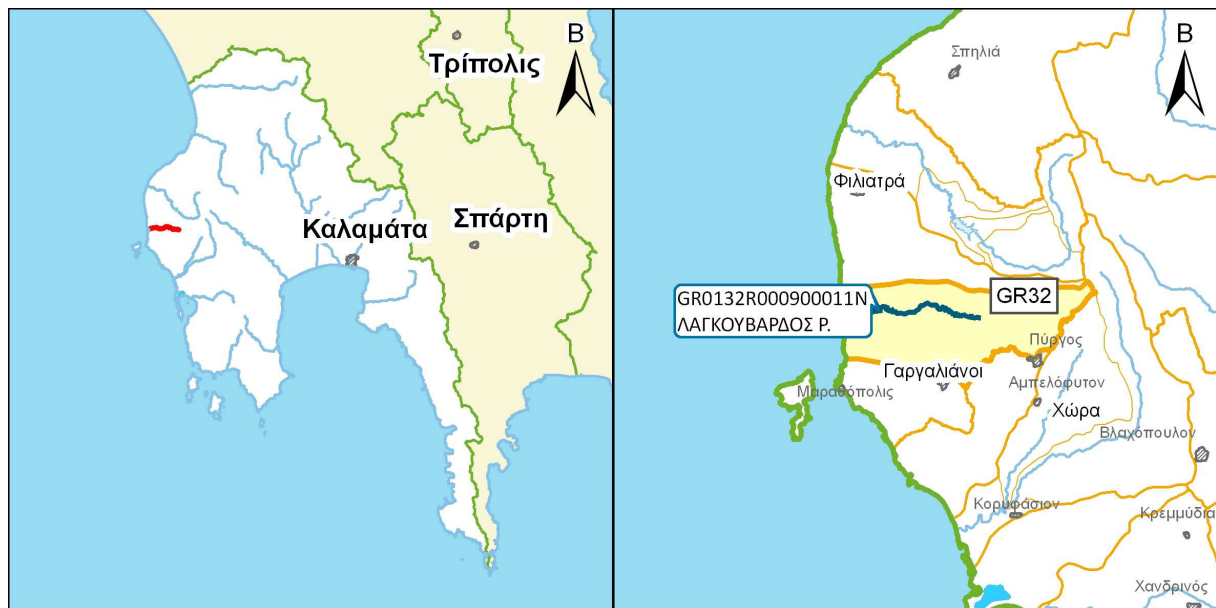 Β
Τρίπολις
Καλαμάτα
Σπάρτη
Β
Σπηλιά
Φιλιατρά
GR0132R000900011N
ΛΑΓΚΟΥΒΑΡΔΟΣ Ρ.
GR32
Πύργος
Γαργαλιάνοι
Μαραθόπολις
Αμπελόφυτον
Χώρα
Βλαχόπουλον
Κορυφάσιον
Κρεμμύδια
Χανδρινός